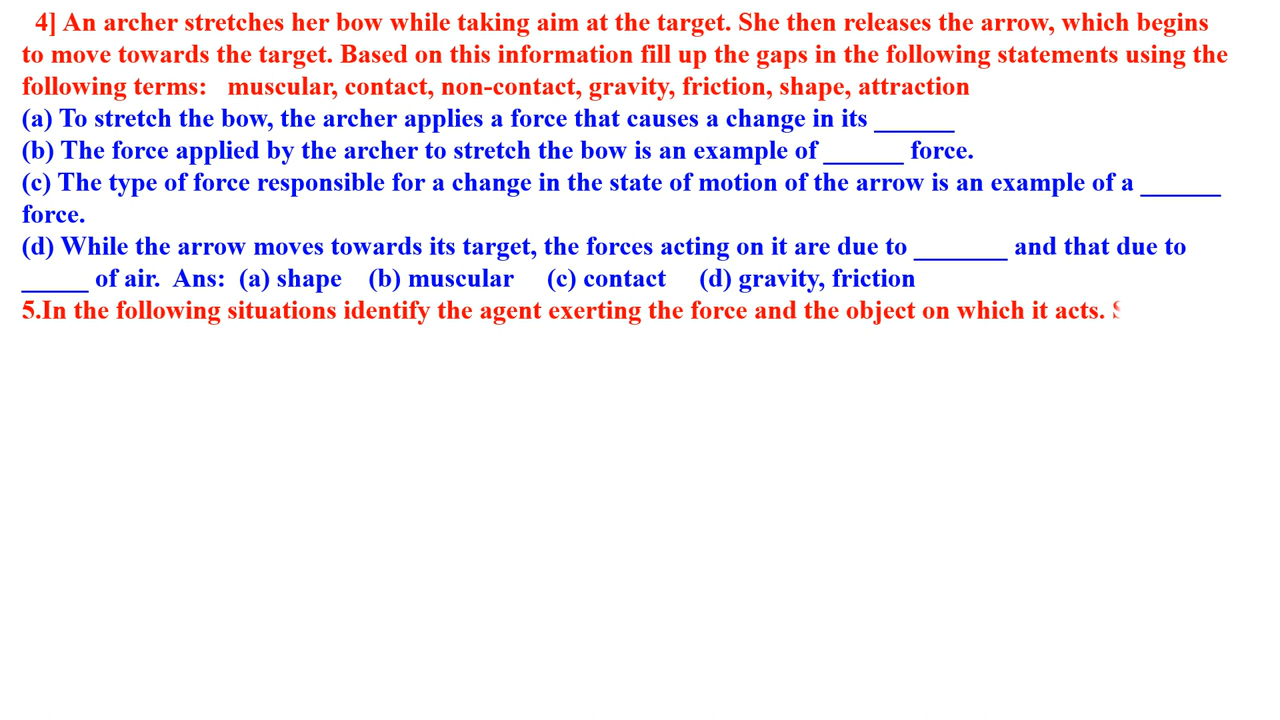 4] An archer stretches her bow while taking aim at the target. She then releases the arrow, which begins
to move towards the target. Based on this information fill up the gaps in the following statements using the
following terms: muscular, contact, non-contact, gravity, friction, shape, attraction
(a) To stretch the bow, the archer applies a force that causes a change in its ______
(b) The force applied by the archer to stretch the bow is an example of ______ force.
(c) The type of force responsible for a change in the state of motion of the arrow is an example of a ______
force.
(d) While the arrow moves towards its target, the forces acting on it are due to _______ and that due to
_____ of air. Ans: (a) shape (b) muscular (c) contact (d) gravity, friction
5.In the following situations identify the agent exerting the force and the object on which it acts.